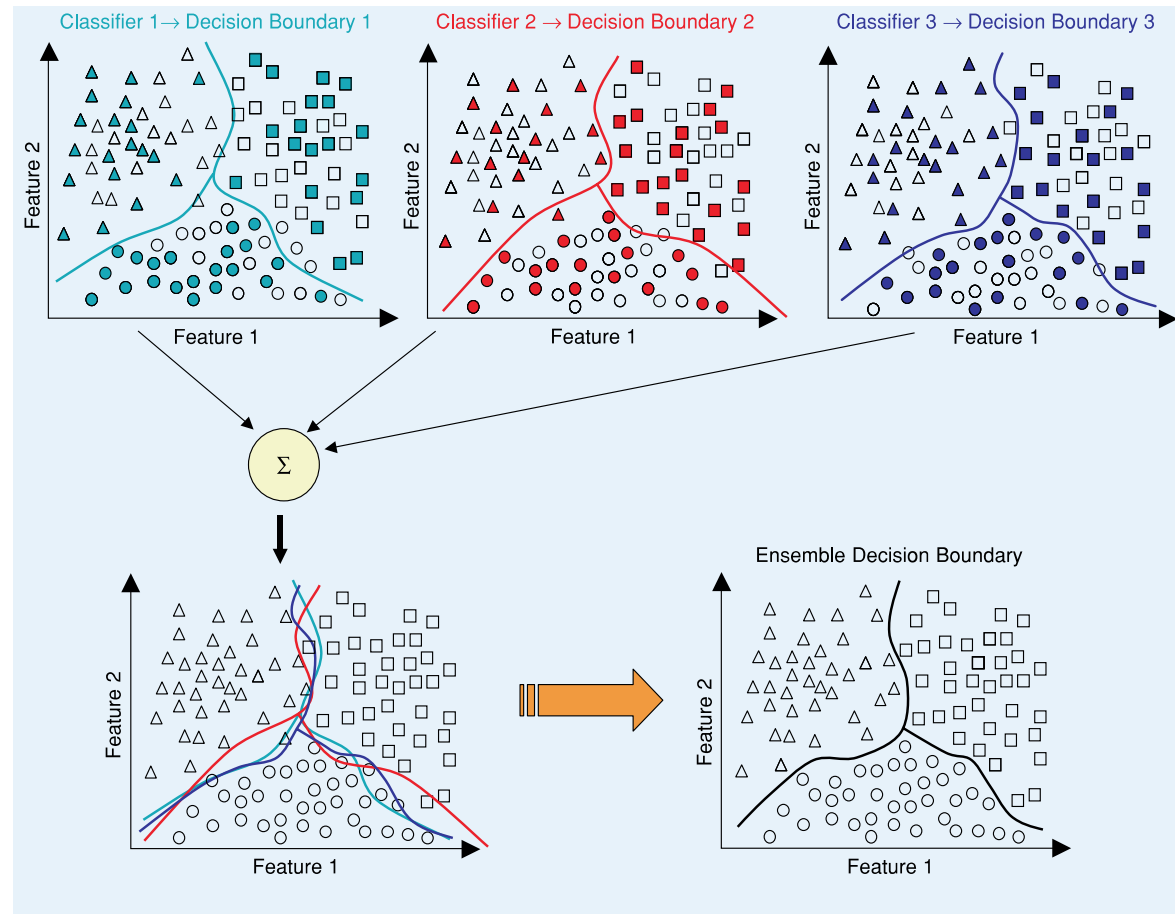 Classifier 1→ Decision Boundary 1
Classifier 2 → Decision Boundary 2
Classifier 3 → Decision Boundary 3
Feature 2
Feature 1
Feature 2
Feature 1
Feature 2
Feature 1
Σ
Feature 2
Feature 1
Ensemble Decision Boundary
Feature 2
Feature 1